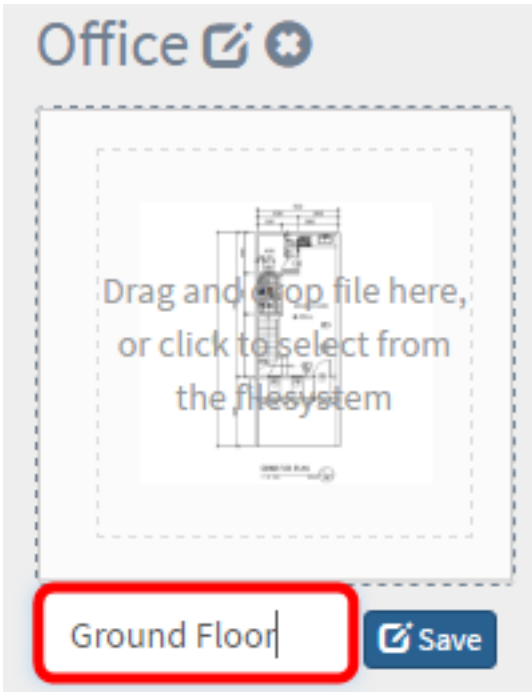 Office
Drag and drop file here,
or click to select from
the filesystem
Ground Floor
Save